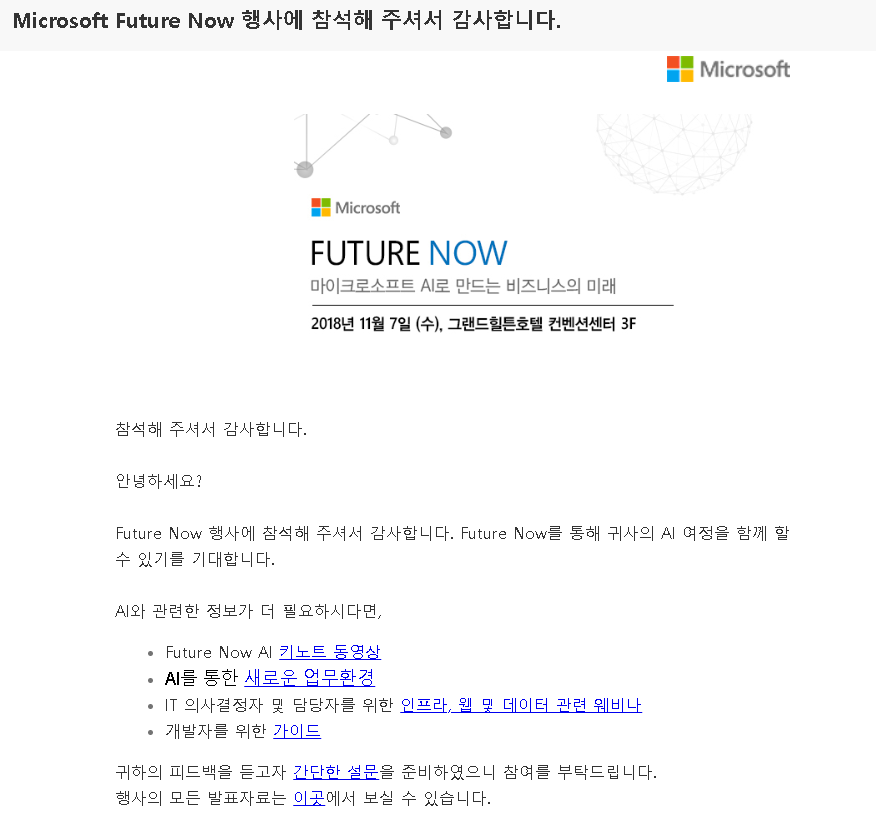 Microsoft Future Now 행사에 참석해 주셔서 감사합니다.
Microsoft
Microsoft
FUTURE NOW
마이크로소프트 AI로 만드는 비즈니스의 미래
2018년 11월 7일 (수), 그랜드힐튼호텔 컨벤션센터 3F
참석해 주셔서 감사합니다.
안녕하세요?
Future Now 행사에 참석해 주셔서 감사합니다. Future Now를 통해 귀사의 AI 여정을 함께 할
수 있기를 기대합니다.
AI와 관련한 정보가 더 필요하시다면,
Future Now AI 키노트 동영상
AI를 통한 새로운 업무환경
IT 의사결정자 및 담당자를 위한 인프라, 웹 및 데이터 관련 웨비나
개발자를 위한 가이드
귀하의 피드백을 듣고자 간단한 설문을 준비하였으니 참여를 부탁드립니다.
행사의 모든 발표자료는 이곳에서 보실 수 있습니다.